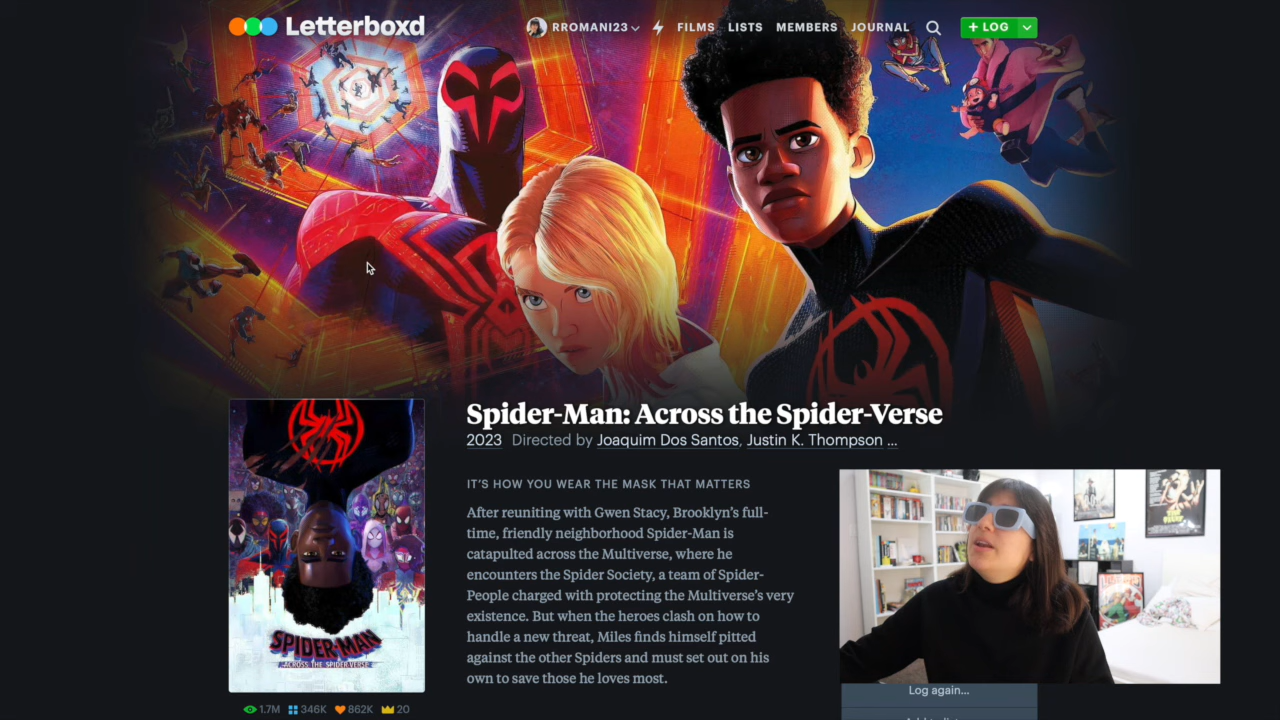 Letterboxd
RROMANI23 FILMS LISTS MEMBERS JOURNAL + LOG
Spider-Man: Across the Spider-Verse
2023 Directed by Joaquim Dos Santos, Justin K. Thompson ...
IT'S HOW YOU WEAR THE MASK THAT MATTERS
After reuniting with Gwen Stacy, Brooklyn's full-
time, friendly neighborhood Spider-Man is
catapulted across the Multiverse, where he
encounters the Spider Society, a team of Spider-
People charged with protecting the Multiverse's very
existence. But when the heroes clash on how to
handle a new threat, Miles finds himself pitted
against the other Spiders and must set out on his
own to save those he loves most.
SPIDER-MAN
ACROSS THE SPIDER-VERSE
1.7M 346K 862K 20
Log again...